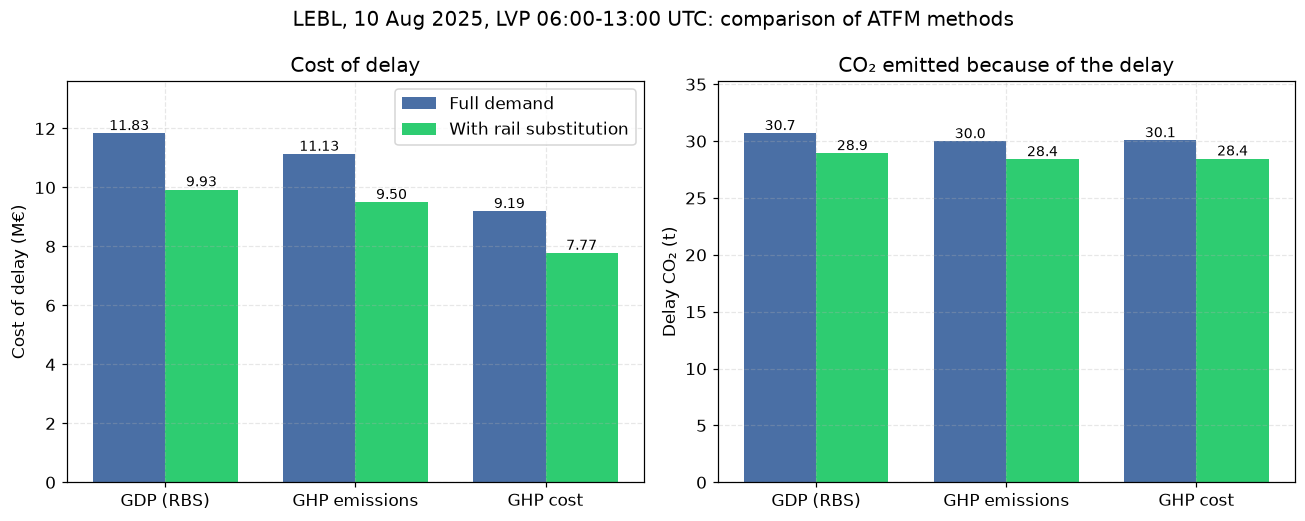 LEBL, 10 Aug 2025, LVP 06:00-13:00 UTC: comparison of ATFM methods
Cost of delay
Cost of delay (M€)
12
10
8
6
4
2
0
11.83
9.93
11.13
9.50
9.19
7.77
Full demand
With rail substitution
GDP (RBS)
GHP emissions
GHP cost
CO₂ emitted because of the delay
Delay CO₂ (t)
35
30
25
20
15
10
5
0
30.7
28.9
30.0
28.4
30.1
28.4
GDP (RBS)
GHP emissions
GHP cost